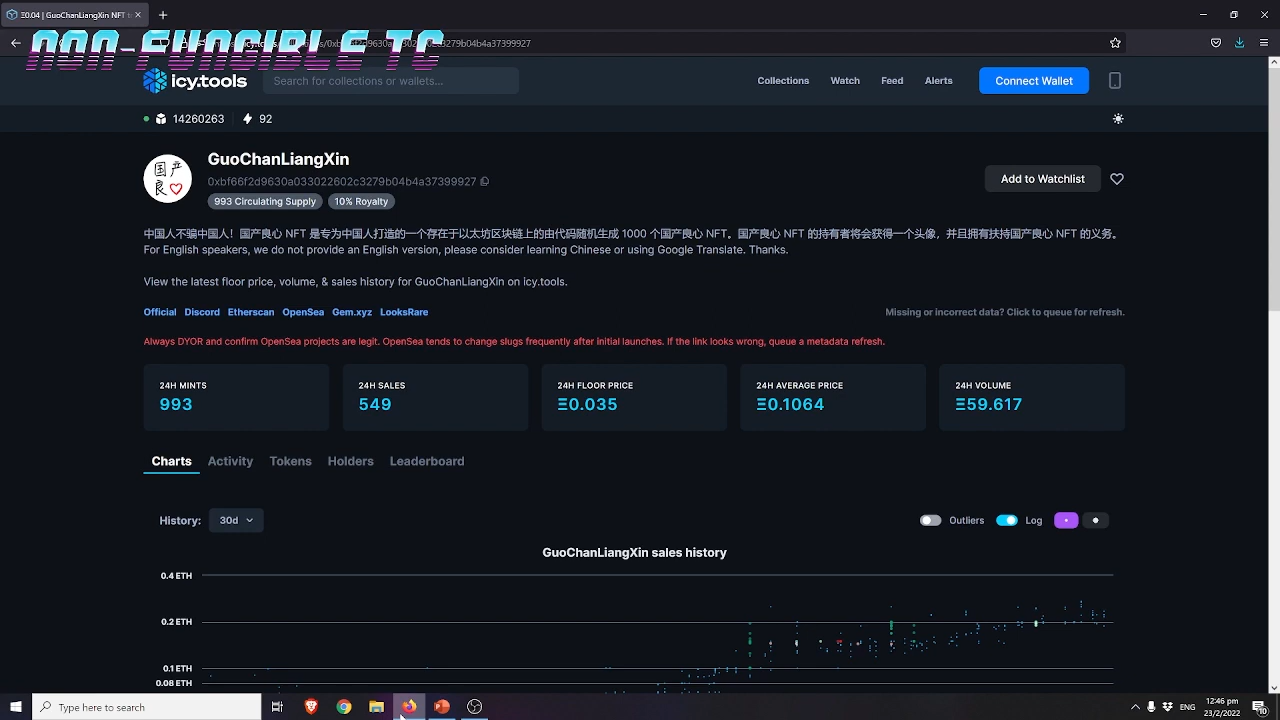 Ξ0.04 | GuoChanLiangXin NFT
NON-FUNGIBLE TS
icy.tools
Search for collections or wallets...
Collections
Watch
Feed
Alerts
Connect Wallet
14260263
92
国产
良
GuoChanLiangXin
0xbf66f2d9630a033022602c3279b04b4a37399927
993 Circulating Supply
10% Royalty
Add to Watchlist
中国人不骗中国人！国产良心 NFT 是专为中国人打造的一个存在于以太坊区块链上的由代码随机生成 1000 个国产良心 NFT。国产良心 NFT 的持有者将会获得一个头像，并且拥有扶持国产良心 NFT 的义务。
For English speakers, we do not provide an English version, please consider learning Chinese or using Google Translate. Thanks.
View the latest floor price, volume, & sales history for GuoChanLiangXin on icy.tools.
Official Discord Etherscan OpenSea Gem.xyz LooksRare
Missing or incorrect data? Click to queue for refresh.
Always DYOR and confirm OpenSea projects are legit. OpenSea tends to change slugs frequently after initial launches. If the link looks wrong, queue a metadata refresh.
24H MINTS
993
24H SALES
549
24H FLOOR PRICE
Ξ0.035
24H AVERAGE PRICE
Ξ0.1064
24H VOLUME
Ξ59.617
Charts Activity Tokens Holders Leaderboard
History: 30d
Outliers
Log
GuoChanLiangXin sales history
0.4 ETH
0.2 ETH
0.1 ETH
0.08 ETH
Type here to search
ENG
12:46 pm
23/2/2022